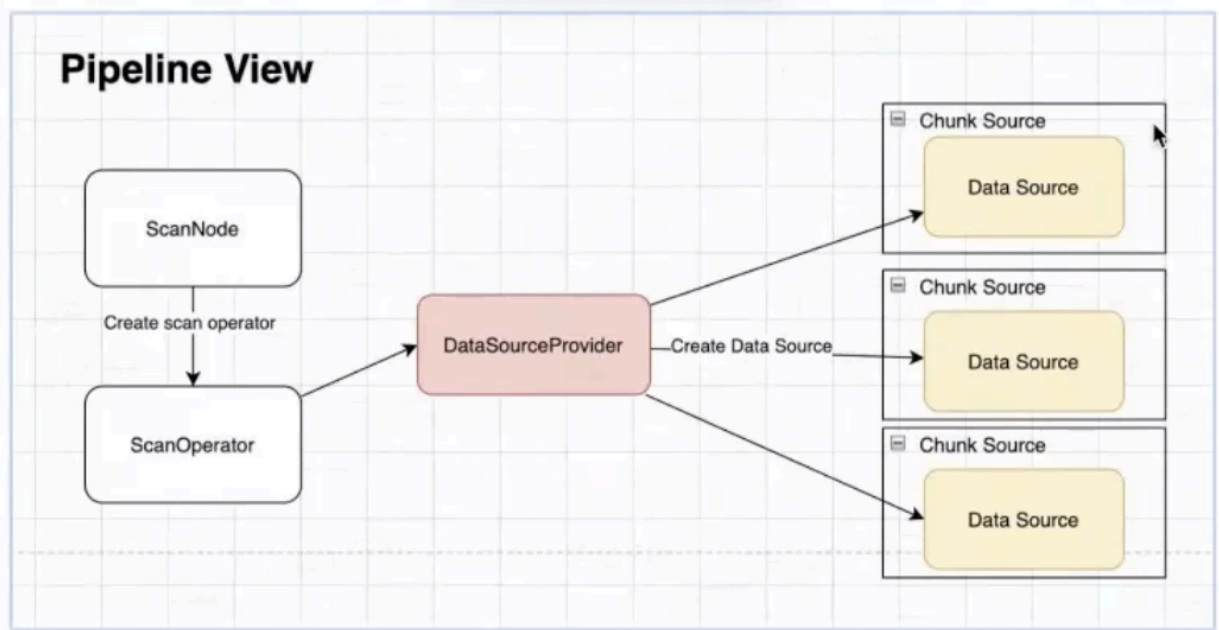 Pipeline View
Chunk Source
Data Source
ScanNode
Chunk Source
Create scan operator
DataSourceProvider
Create Data Source
Data Source
ScanOperator
Chunk Source
Data Source